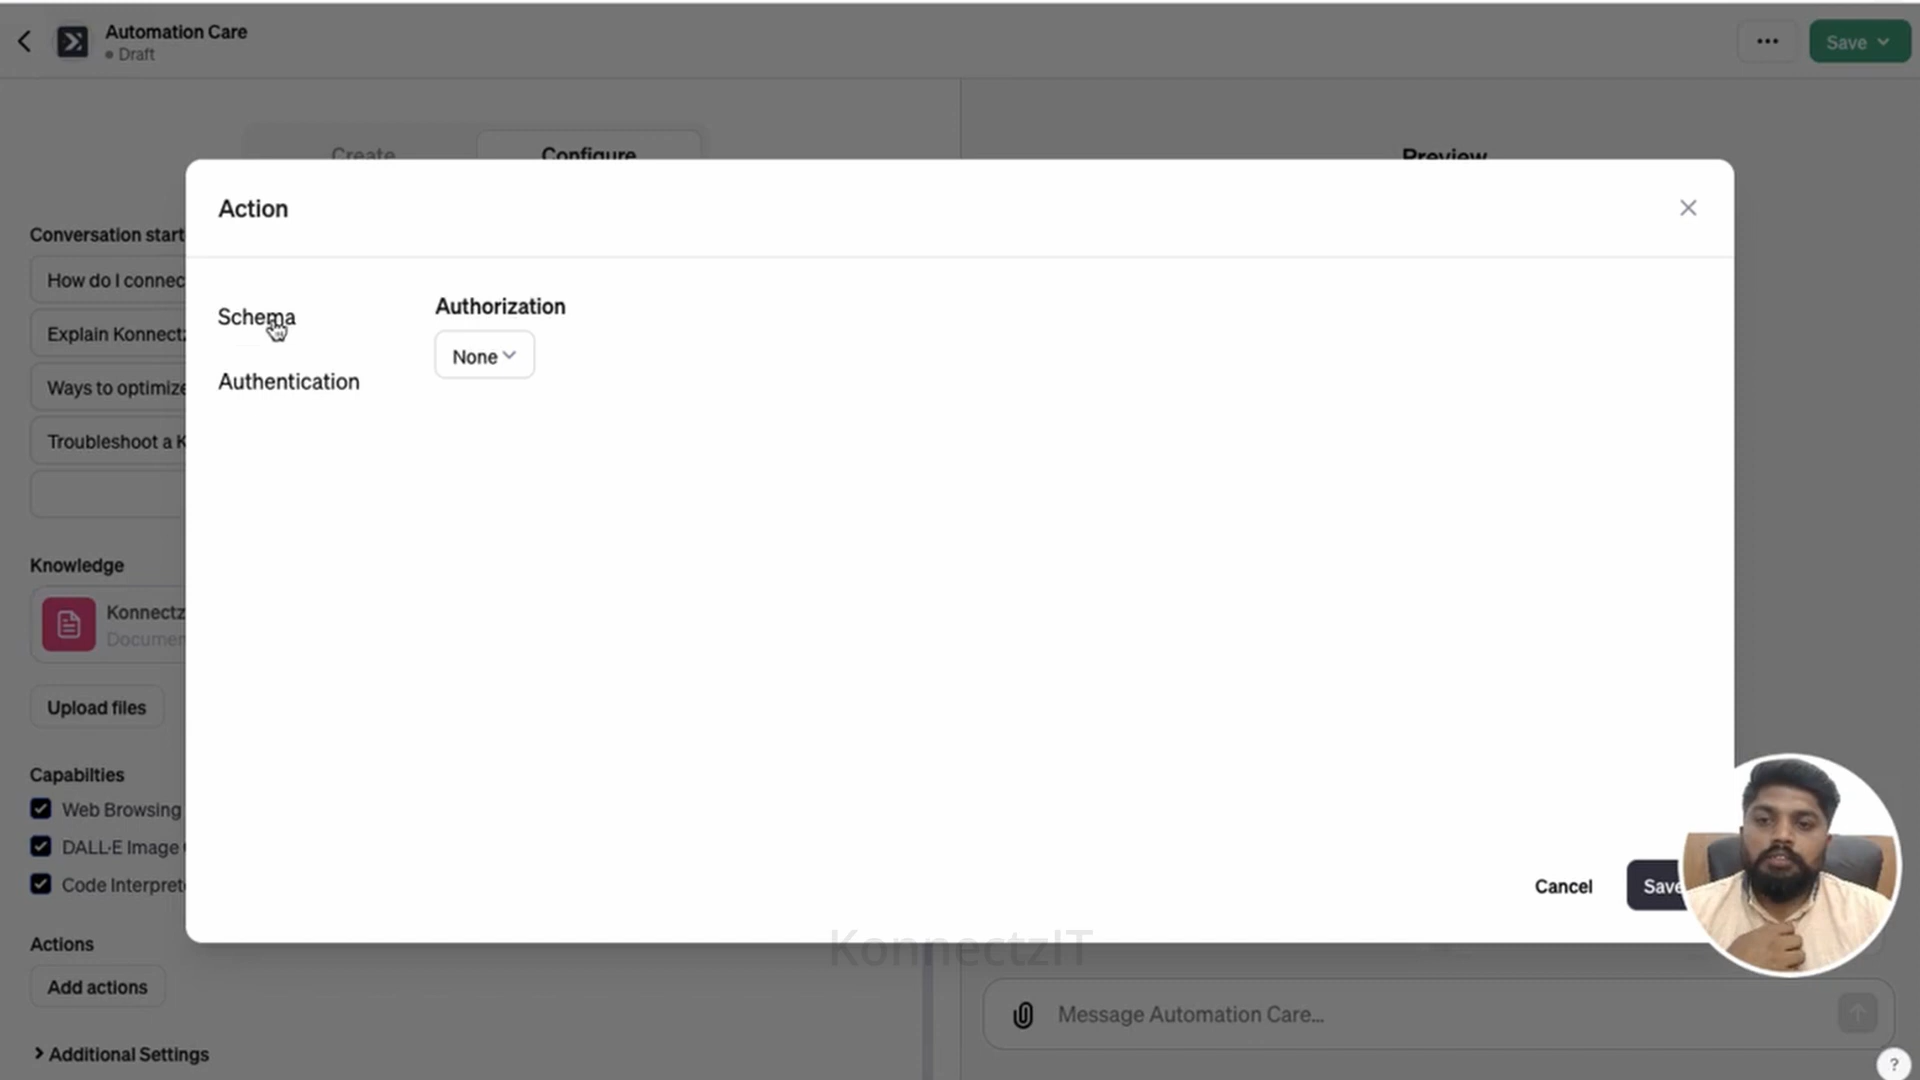 Automation Care
Draft
Save
Create
Configure
Preview
Action
Schema
Authentication
Authorization
None
Cancel
Save
Conversation start
How do I connec
Explain Konnect
Ways to optimize
Troubleshoot a K
Knowledge
Konnectz
Documen
Upload files
Capabilties
Web Browsing
DALL·E Image
Code Interprete
Actions
Add actions
Additional Settings
KonnectzIT
Message Automation Care...
?